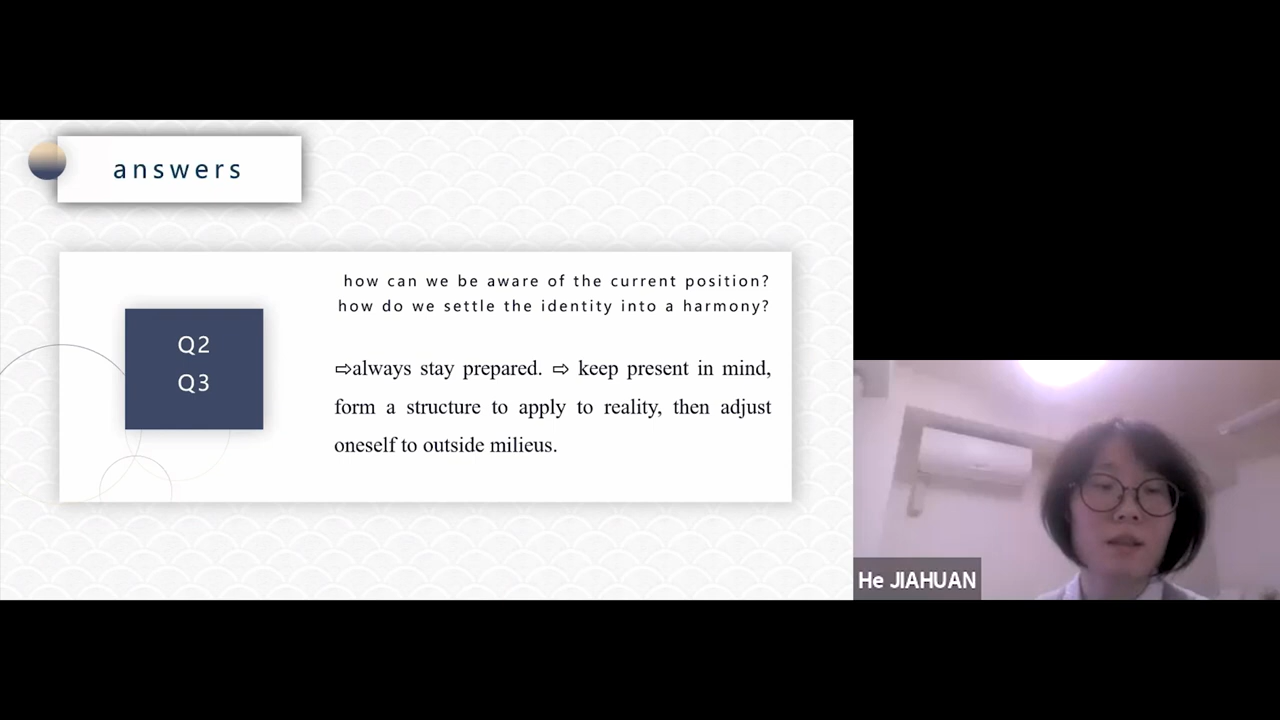 answers
how can we be aware of the current position?
how do we settle the identity into a harmony?
Q2
Q3
⇨always stay prepared. ⇨ keep present in mind,
form a structure to apply to reality, then adjust
oneself to outside milieus.
He JIAHUAN